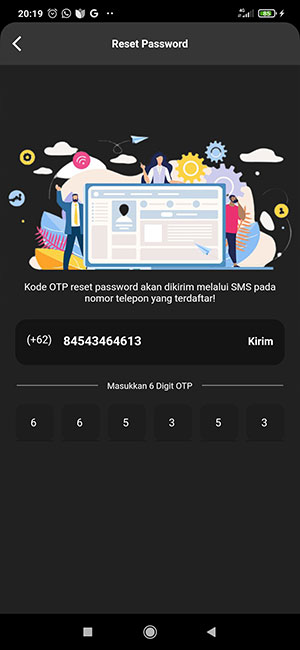 20:19
4G
85
Reset Password
Kode OTP reset password akan dikirim melalui SMS pada
nomor telepon yang terdaftar!
(+62) 84543464613 Kirim
Masukkan 6 Digit OTP
6 6 5 3 5 3